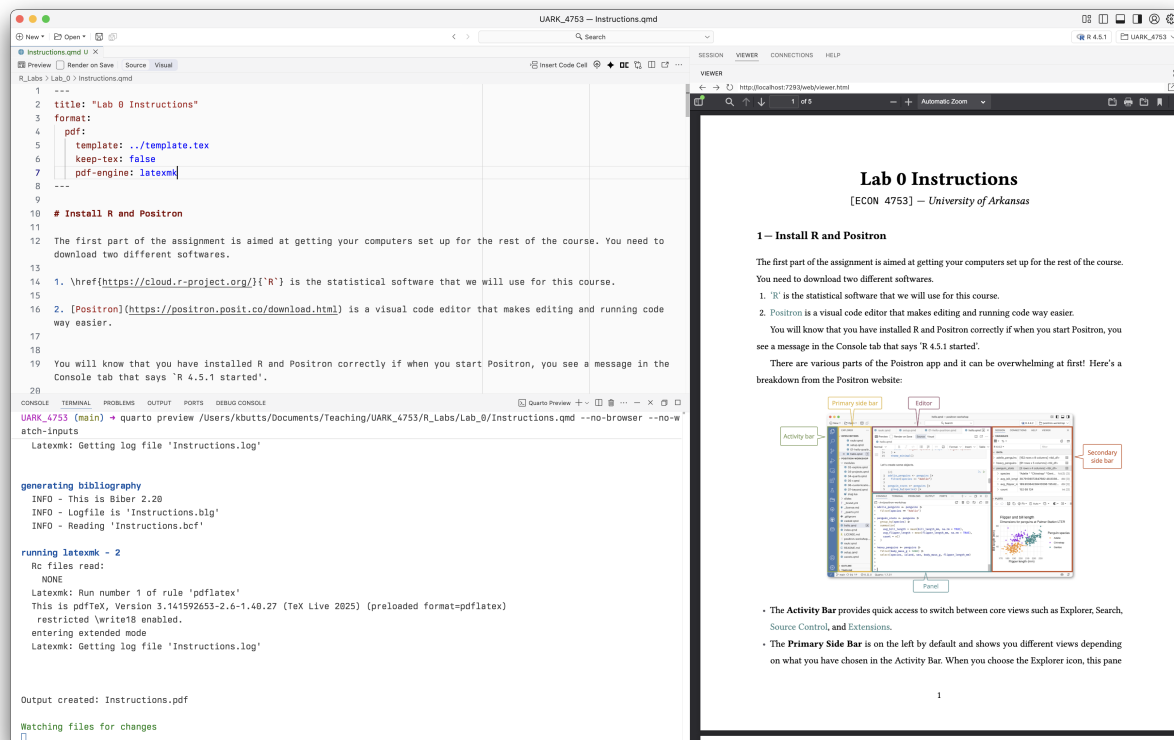 UARK_4753 — Instructions.qmd
New
Open
Search
R 4.5.1
UARK_4753
Instructions.qmd U
Preview
Render on Save
Source
Visual
Insert Code Cell
R_Labs > Lab_0 > Instructions.qmd
1 ---
2 title: "Lab 0 Instructions"
3 format:
4 pdf:
5 template: ../template.tex
6 keep-tex: false
7 pdf-engine: latexmk
8 ---
9
10 # Install R and Positron
11
12 The first part of the assignment is aimed at getting your computers set up for the rest of the course. You need to
download two different softwares.
13
14 1. \href{https://cloud.r-project.org/}{`R`} is the statistical software that we will use for this course.
15
16 2. [Positron](https://positron.posit.co/download.html) is a visual code editor that makes editing and running code
way easier.
17
18
19 You will know that you have installed R and Positron correctly if when you start Positron, you see a message in the
Console tab that says `R 4.5.1 started'.
20
CONSOLE TERMINAL PROBLEMS OUTPUT PORTS DEBUG CONSOLE
Quarto Preview
UARK_4753 (main) → quarto preview /Users/kbutts/Documents/Teaching/UARK_4753/R_Labs/Lab_0/Instructions.qmd --no-browser --no-w
atch-inputs
Latexmk: Getting log file 'Instructions.log'
generating bibliography
INFO - This is Biber 2.20
INFO - Logfile is 'Instructions.blg'
INFO - Reading 'Instructions.bcf'
running latexmk - 2
Rc files read:
NONE
Latexmk: Run number 1 of rule 'pdflatex'
This is pdfTeX, Version 3.141592653-2.6-1.40.27 (TeX Live 2025) (preloaded format=pdflatex)
restricted \write18 enabled.
entering extended mode
Latexmk: Getting log file 'Instructions.log'
Output created: Instructions.pdf
Watching files for changes
SESSION VIEWER CONNECTIONS HELP
VIEWER
http://localhost:7293/web/viewer.html
1 of 5
Automatic Zoom
Lab 0 Instructions
[ECON 4753] — University of Arkansas
1 — Install R and Positron
The first part of the assignment is aimed at getting your computers set up for the rest of the course.
You need to download two different softwares.
1. 'R' is the statistical software that we will use for this course.
2. Positron is a visual code editor that makes editing and running code way easier.
You will know that you have installed R and Positron correctly if when you start Positron, you
see a message in the Console tab that says 'R 4.5.1 started'.
There are various parts of the Poistron app and it can be overwhelming at first! Here's a
breakdown from the Positron website:
Primary side bar
Editor
Activity bar
Secondary
side bar
Panel
• The Activity Bar provides quick access to switch between core views such as Explorer, Search,
Source Control, and Extensions.
• The Primary Side Bar is on the left by default and shows you different views depending
on what you have chosen in the Activity Bar. When you choose the Explorer icon, this pane
1